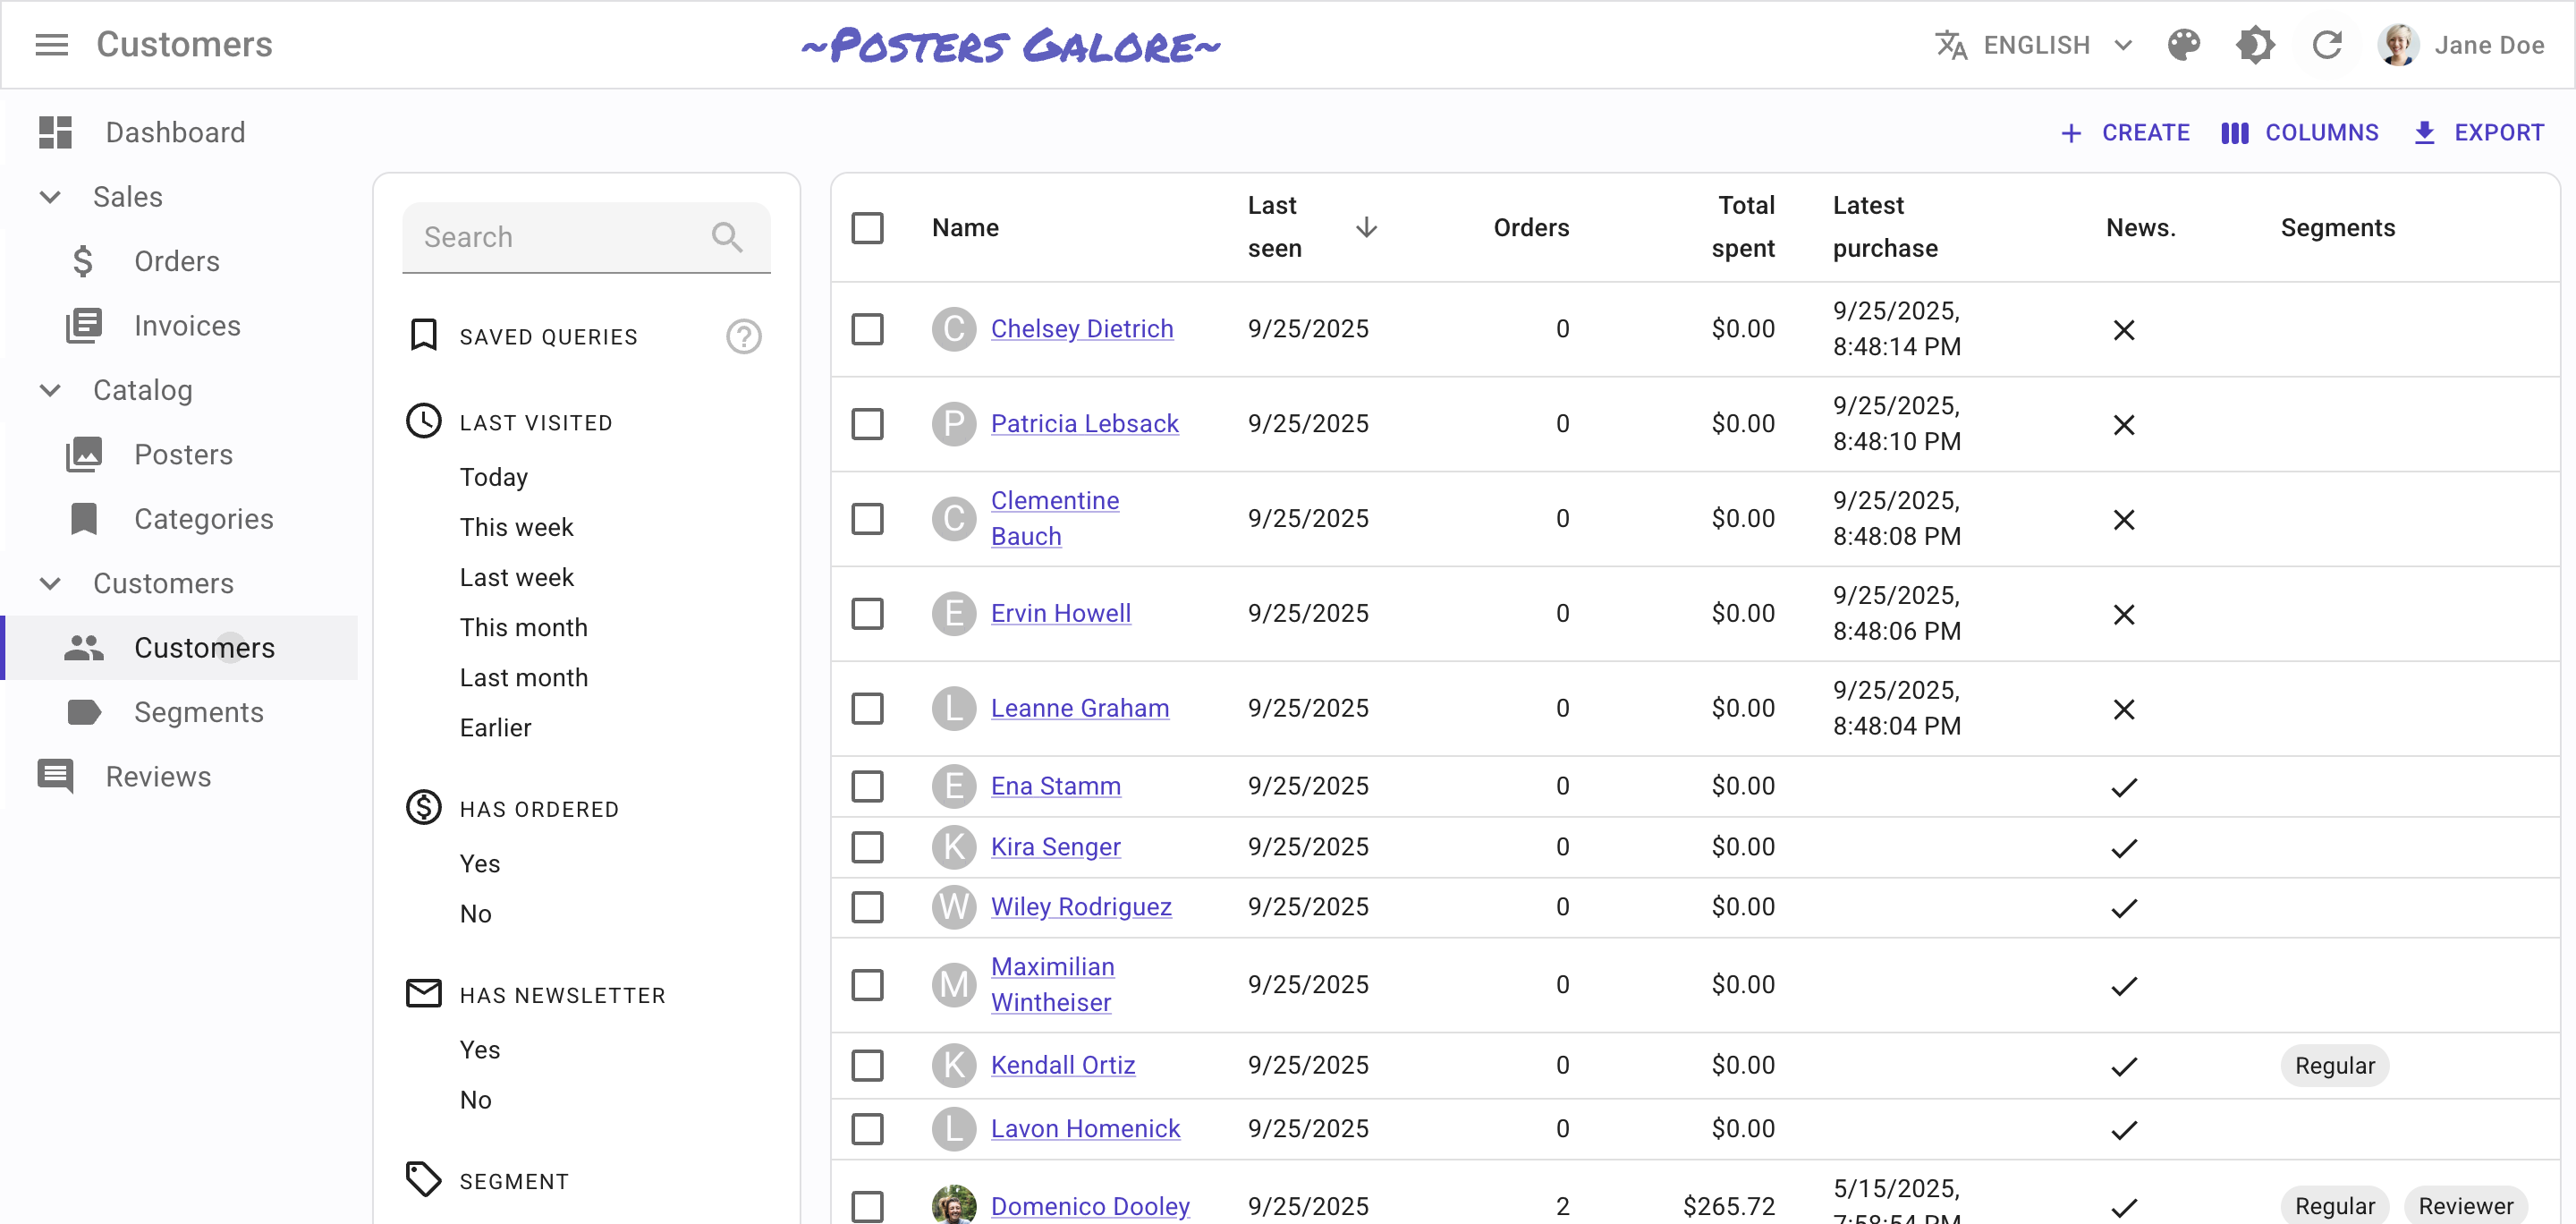 Customers
~Posters Galore~
ENGLISH
Jane Doe
Dashboard
Sales
Orders
Invoices
Catalog
Posters
Categories
Customers
Customers
Segments
Reviews
CREATE
COLUMNS
EXPORT
Search
SAVED QUERIES
?
LAST VISITED
Today
This week
Last week
This month
Last month
Earlier
HAS ORDERED
Yes
No
HAS NEWSLETTER
Yes
No
SEGMENT
Name
Last
seen
Orders
Total
spent
Latest
purchase
News.
Segments
C Chelsey Dietrich 9/25/2025 0 $0.00 9/25/2025,
8:48:14 PM
P Patricia Lebsack 9/25/2025 0 $0.00 9/25/2025,
8:48:10 PM
C Clementine
Bauch 9/25/2025 0 $0.00 9/25/2025,
8:48:08 PM
E Ervin Howell 9/25/2025 0 $0.00 9/25/2025,
8:48:06 PM
L Leanne Graham 9/25/2025 0 $0.00 9/25/2025,
8:48:04 PM
E Ena Stamm 9/25/2025 0 $0.00
K Kira Senger 9/25/2025 0 $0.00
W Wiley Rodriguez 9/25/2025 0 $0.00
M Maximilian
Wintheiser 9/25/2025 0 $0.00
K Kendall Ortiz 9/25/2025 0 $0.00 Regular
L Lavon Homenick 9/25/2025 0 $0.00
Domenico Dooley 9/25/2025 2 $265.72 5/15/2025,
7:58:54 PM Regular Reviewer